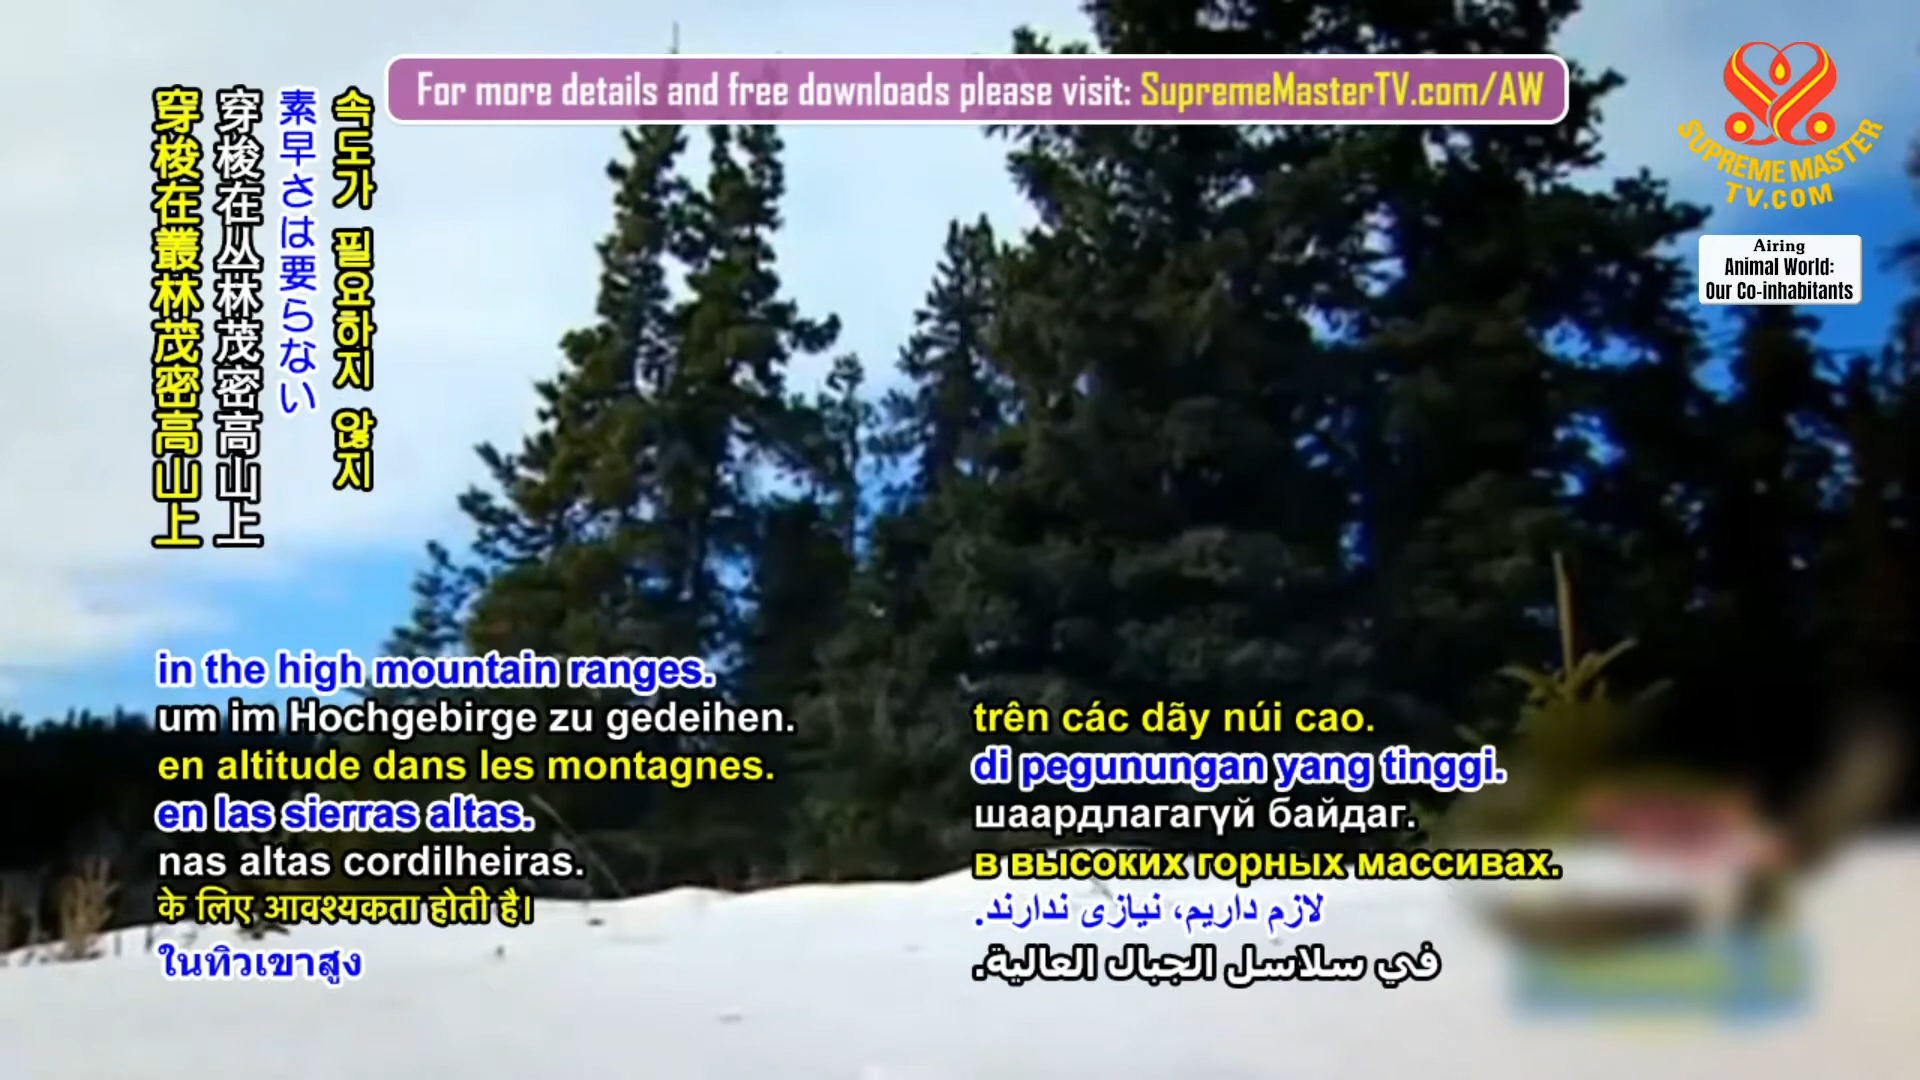 For more details and free downloads please visit: SupremeMasterTV.com/AW
SUPREME MASTER
TV.COM
Airing
Animal World:
Our Co-inhabitants
속도가 필요하지 않지
素早さは要らない
穿梭在丛林茂密高山上
穿梭在叢林茂密高山上
in the high mountain ranges.
um im Hochgebirge zu gedeihen.
en altitude dans les montagnes.
en las sierras altas.
nas altas cordilheiras.
के लिए आवश्यकता होती है।
ในทิวเขาสูง
trên các dãy núi cao.
di pegunungan yang tinggi.
шаардлагагүй байдаг.
в высоких горных массивах.
لازم داریم، نیازی ندارند.
في سلاسل الجبال العالية.